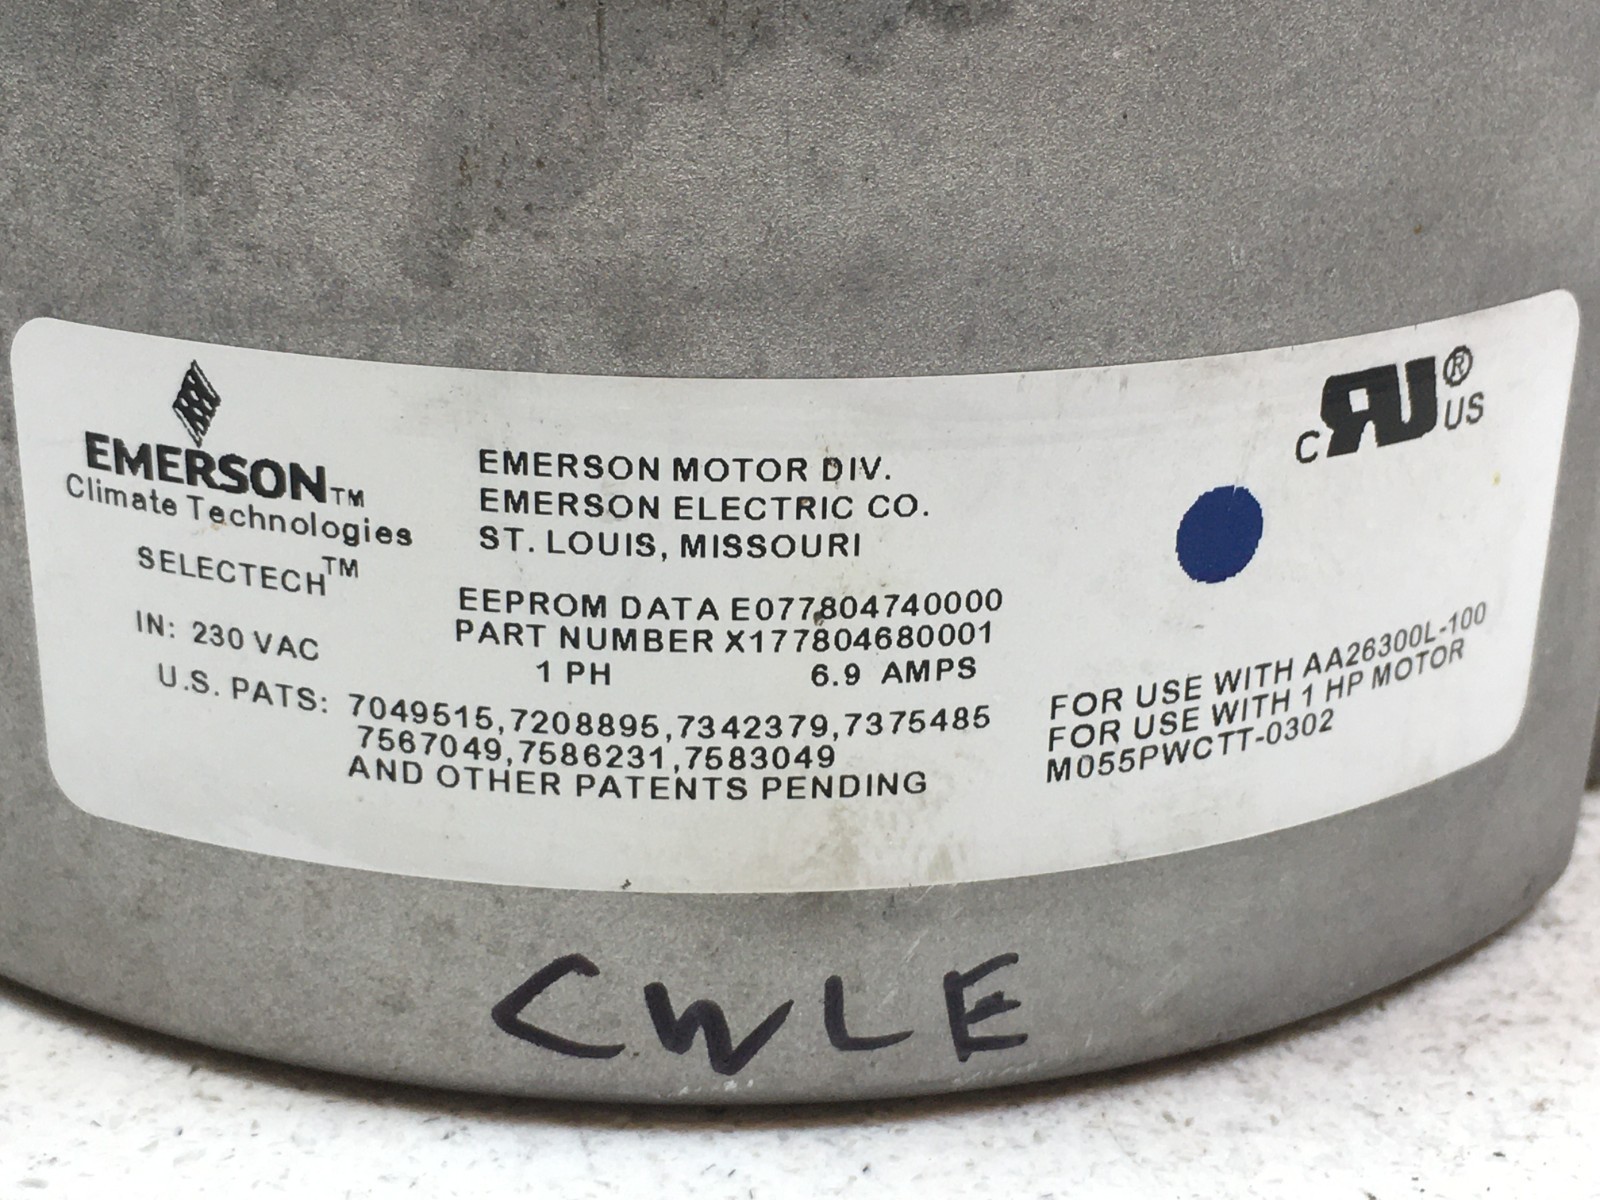 EMERSON™
Climate Technologies
SELECTECH™
IN: 230 VAC
EMERSON MOTOR DIV.
EMERSON ELECTRIC CO.
ST. LOUIS, MISSOURI
EEPROM DATA E077804740000
PART NUMBER X177804680001
1 PH 6.9 AMPS
U.S. PATS: 7049515,7208895,7342379,7375485
7567049,7586231,7583049
AND OTHER PATENTS PENDING
C RU® US
FOR USE WITH AA26300L-100
FOR USE WITH 1 HP MOTOR
M055PWCTT-0302
CWLE